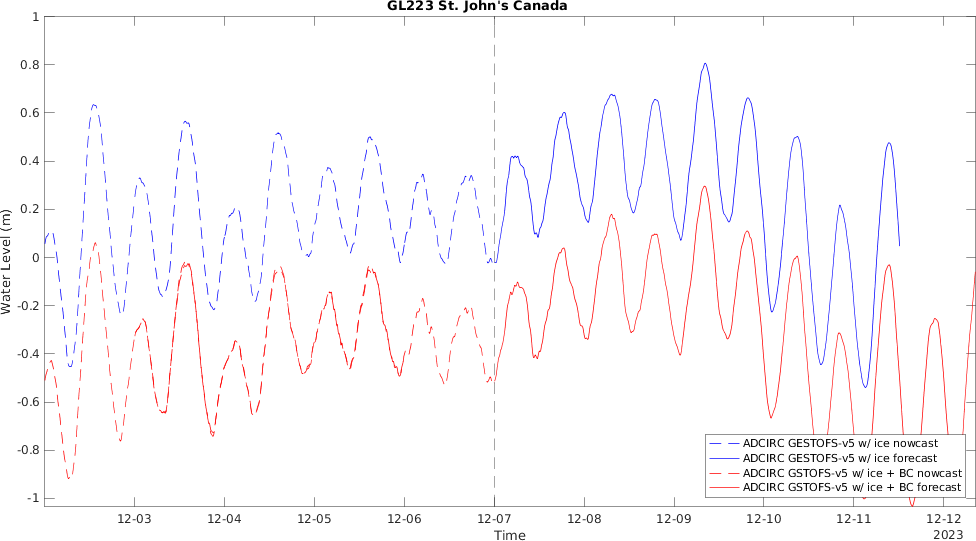 GL223 St. John's Canada
1
0.8
0.6
0.4
0.2
0
-0.2
-0.4
-0.6
-0.8
-1
Water Level (m)
ADCIRC GESTOFS-v5 w/ ice nowcast
ADCIRC GESTOFS-v5 w/ ice forecast
ADCIRC GSTOFS-v5 w/ ice + BC nowcast
ADCIRC GSTOFS-v5 w/ ice + BC forecast
12-03 12-04 12-05 12-06 12-07 12-08 12-09 12-10 12-11 12-12
Time
2023